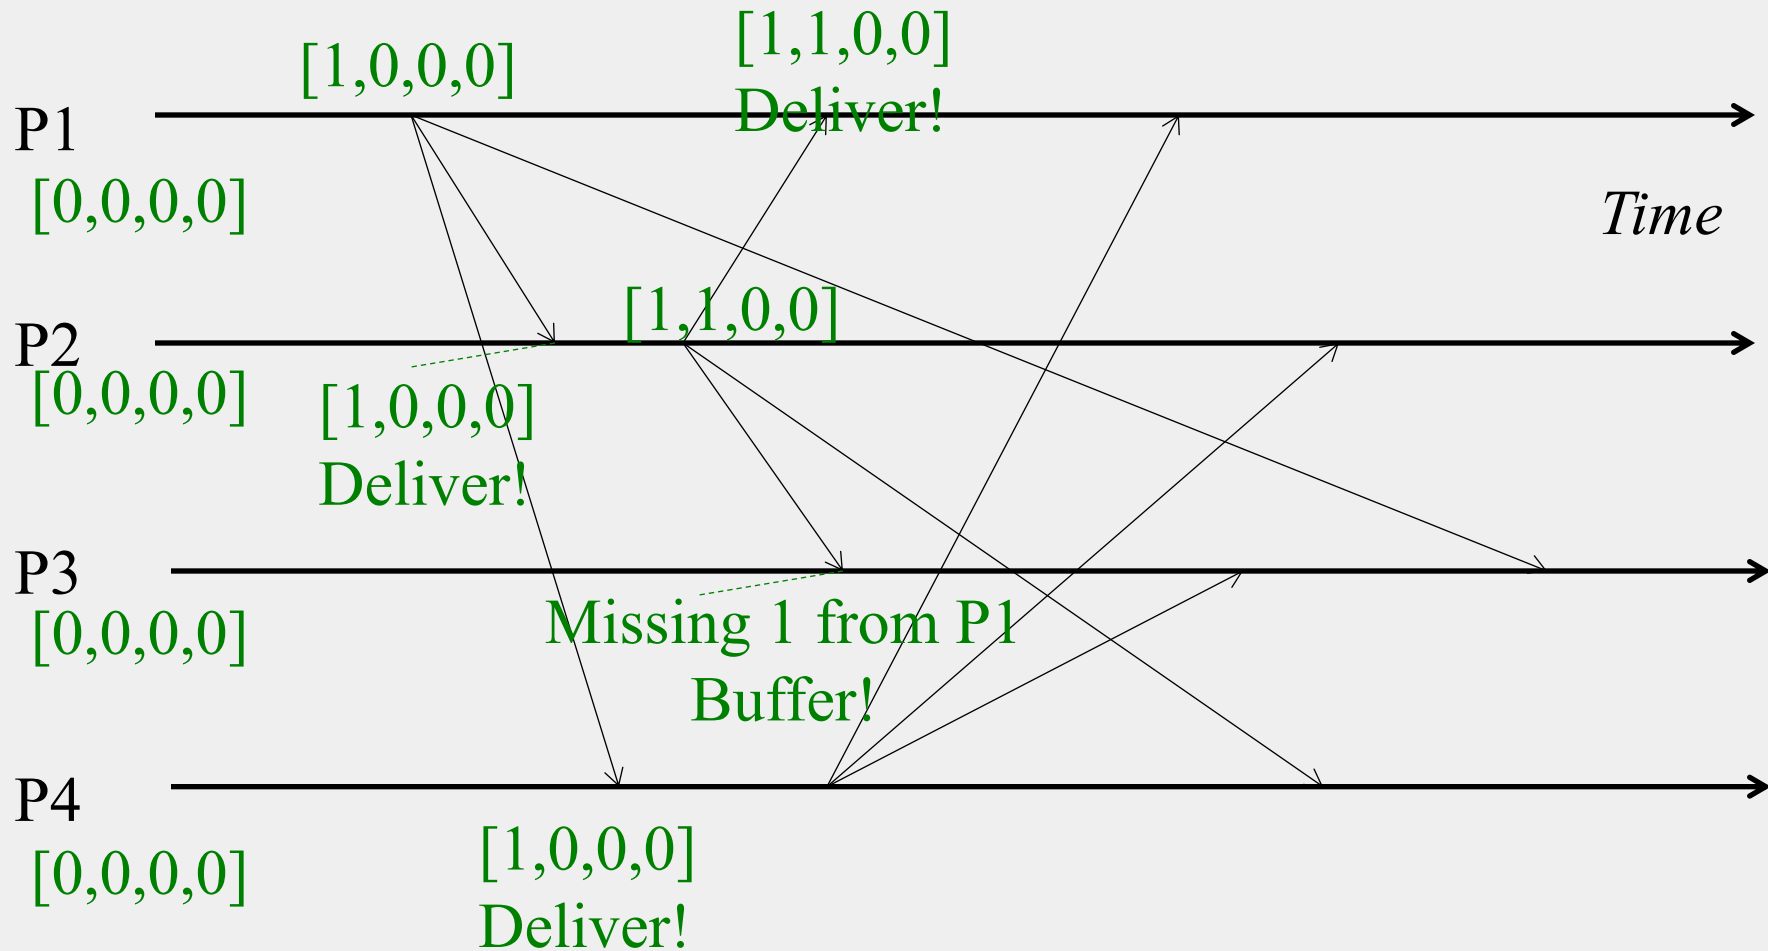 [1,1,0,0]
Deliver!
[1,0,0,0]
P1
[0,0,0,0]
Time
[1,1,0,0]
P2
[0,0,0,0]
[1,0,0,0]
Deliver!
P3
Missing 1 from P1
Buffer!
[0,0,0,0]
P4
[1,0,0,0]
Deliver!
[0,0,0,0]